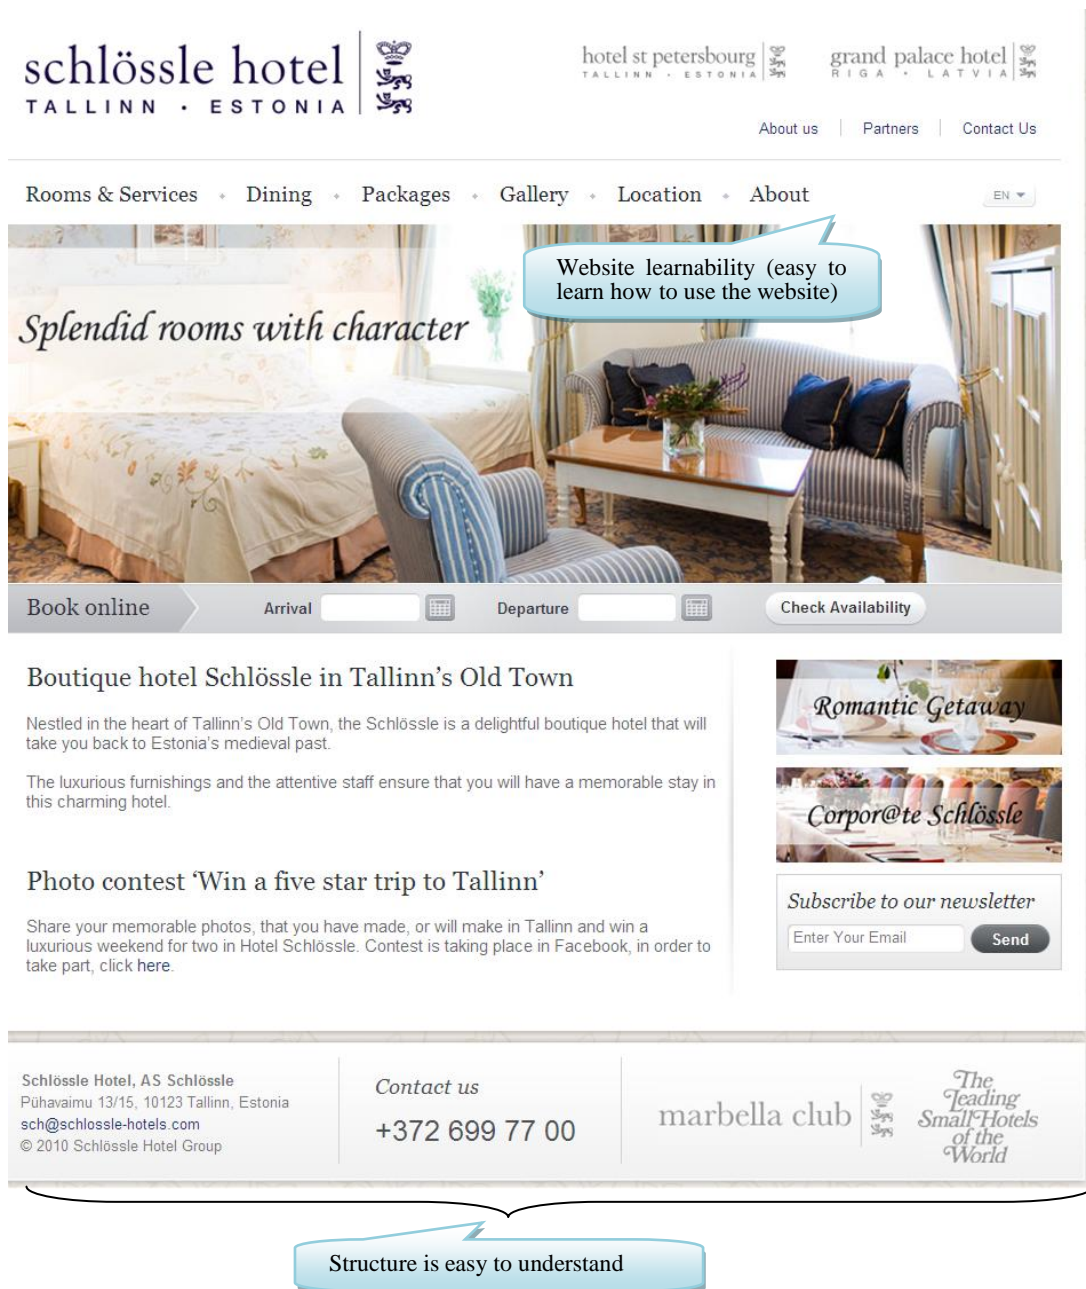 schlössle hotel
TALLINN · ESTONIA
hotel st petersbourg
TALLINN · ESTONIA
grand palace hotel
RIGA · LATVIA
About us
Partners
Contact Us
Rooms & Services
Dining
Packages
Gallery
Location
About
EN
Website learnability (easy to
learn how to use the website)
Splendid rooms with character
Book online
Arrival
Departure
Check Availability
Boutique hotel Schlössle in Tallinn's Old Town
Nestled in the heart of Tallinn's Old Town, the Schlössle is a delightful boutique hotel that will
take you back to Estonia's medieval past.
The luxurious furnishings and the attentive staff ensure that you will have a memorable stay in
this charming hotel.
Photo contest 'Win a five star trip to Tallinn'
Share your memorable photos, that you have made, or will make in Tallinn and win a
luxurious weekend for two in Hotel Schlössle. Contest is taking place in Facebook, in order to
take part, click here.
Romantic Getaway
Corpor@te Schlössle
Subscribe to our newsletter
Enter Your Email
Send
Schlössle Hotel, AS Schlössle
Pühavaimu 13/15, 10123 Tallinn, Estonia
sch@schlossle-hotels.com
© 2010 Schlössle Hotel Group
Contact us
+372 699 77 00
marbella club
The
Leading
Small Hotels
of the
World
Structure is easy to understand